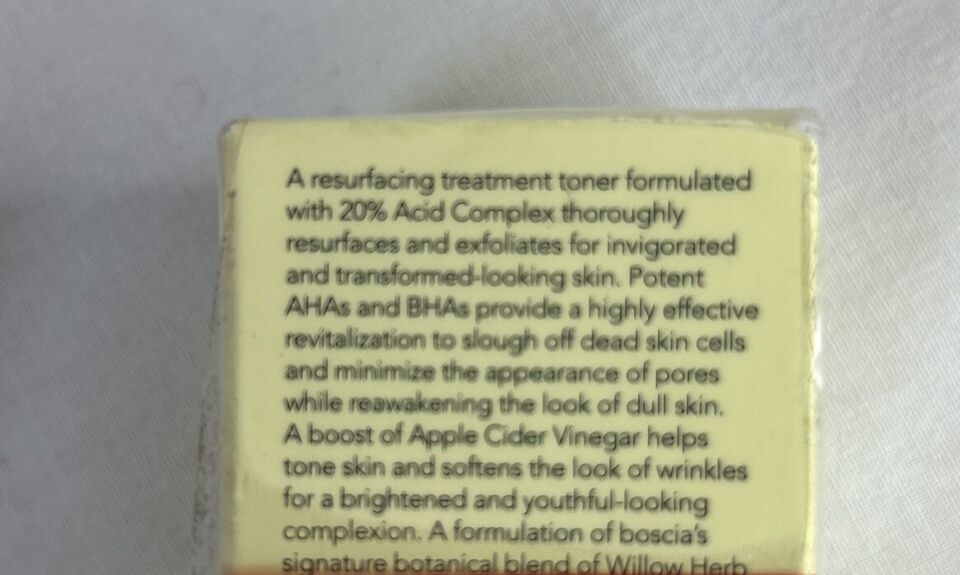 A resurfacing treatment toner formulated
with 20% Acid Complex thoroughly
resurfaces and exfoliates for invigorated
and transformed-looking skin. Potent
AHAs and BHAs provide a highly effective
revitalization to slough off dead skin cells
and minimize the appearance of pores
while reawakening the look of dull skin.
A boost of Apple Cider Vinegar helps
tone skin and softens the look of wrinkles
for a brightened and youthful-looking
complexion. A formulation of boscia's
signature botanical blend of Willow Herb